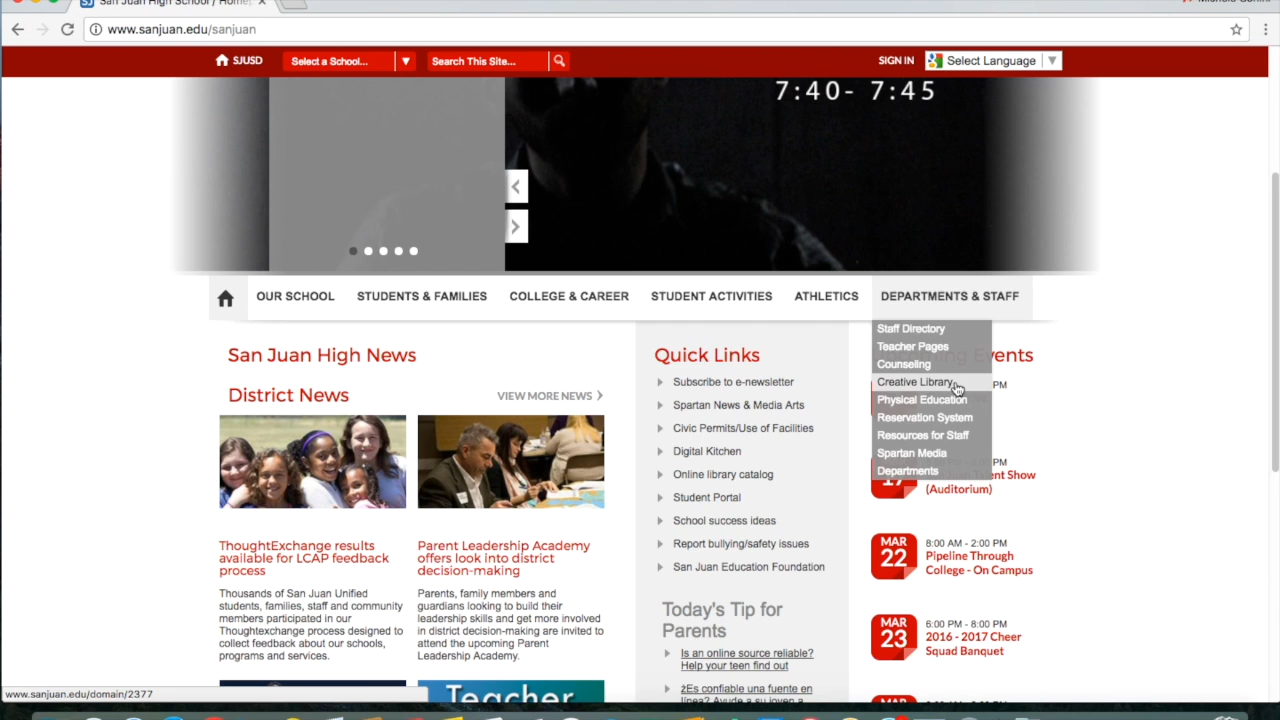 San Juan High School / Home
www.sanjuan.edu/sanjuan
SJUSD
Select a School...
Search This Site...
SIGN IN
Select Language
7:40- 7:45
OUR SCHOOL
STUDENTS & FAMILIES
COLLEGE & CAREER
STUDENT ACTIVITIES
ATHLETICS
DEPARTMENTS & STAFF
Staff Directory
Teacher Pages
Counseling
Creative Library
Physical Education
Reservation System
Resources for Staff
Spartan Media
Departments
San Juan High News
District News
VIEW MORE NEWS
ThoughtExchange results
available for LCAP feedback
process
Thousands of San Juan Unified
students, families, staff and community
members participated in our
Thoughtexchange process designed to
collect feedback about our schools,
programs and services.
Parent Leadership Academy
offers look into district
decision-making
Parents, family members and
guardians looking to build their
leadership skills and get more involved
in district decision-making are invited to
attend the upcoming Parent
Leadership Academy.
Teacher
Quick Links
Subscribe to e-newsletter
Spartan News & Media Arts
Civic Permits/Use of Facilities
Digital Kitchen
Online library catalog
Student Portal
School success ideas
Report bullying/safety issues
San Juan Education Foundation
Today's Tip for
Parents
Is an online source reliable?
Help your teen find out
żEs confiable una fuente en
línea? Ayude a su joven a
Events
PM
PM
17
Talent Show
(Auditorium)
MAR
22
8:00 AM - 2:00 PM
Pipeline Through
College - On Campus
MAR
23
6:00 PM - 8:00 PM
2016 - 2017 Cheer
Squad Banquet
MAR
www.sanjuan.edu/domain/2377